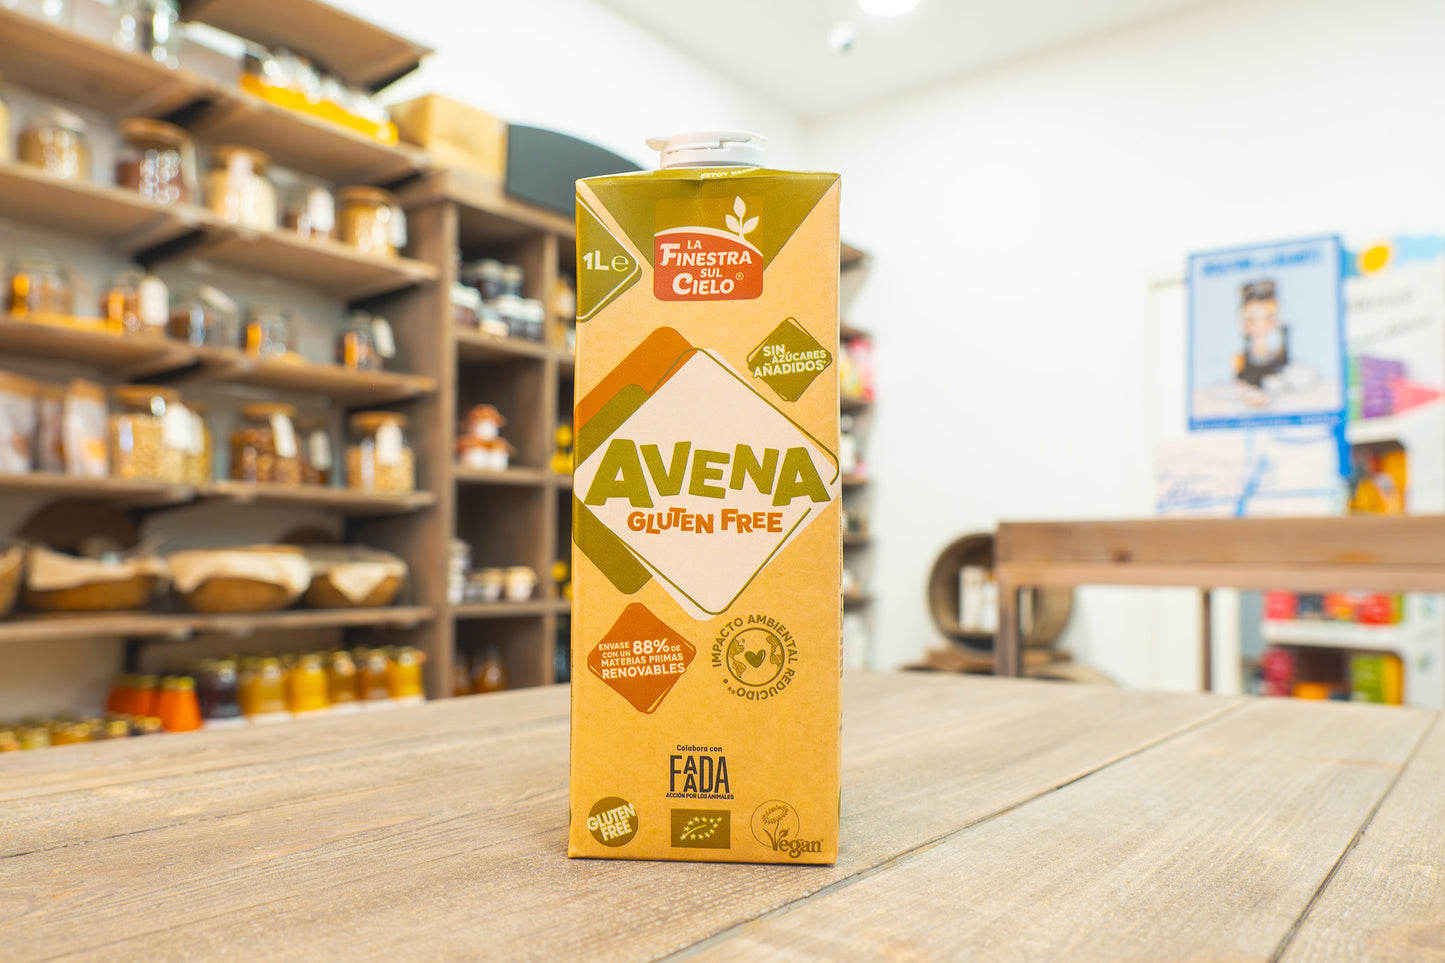 1L℮
LA
FINESTRA
SUL
CIELO®
SIN
AZÚCARES
AÑADIDOS*
AVENA
GLUTEN FREE
ENVASE 88% DE
CON UN
MATERIAS PRIMAS
RENOVABLES
IMPACTO AMBIENTAL REDUCIDO**
Colabora con
FAADA
ACCIÓN POR LOS ANIMALES
GLUTEN
FREE
Vegan